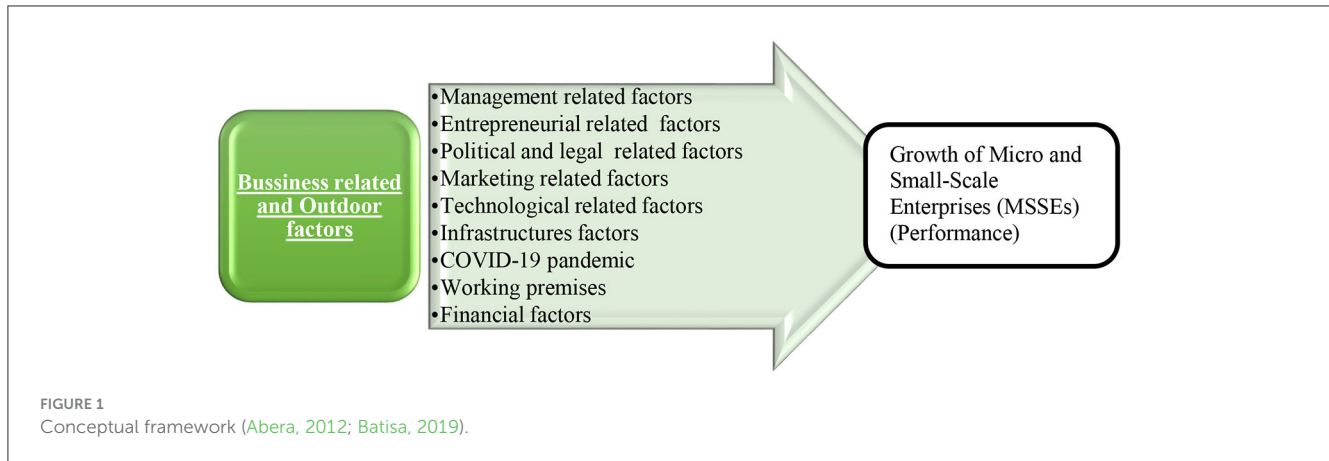 Bussiness related
and Outdoor
factors
•Management related factors
•Entrepreneurial related factors
•Political and legal related factors
•Marketing related factors
•Technological related factors
•Infrastructures factors
•COVID-19 pandemic
•Working premises
•Financial factors
Growth of Micro and
Small-Scale
Enterprises (MSSEs)
(Performance)
FIGURE 1
Conceptual framework (Abera, 2012; Batisa, 2019).